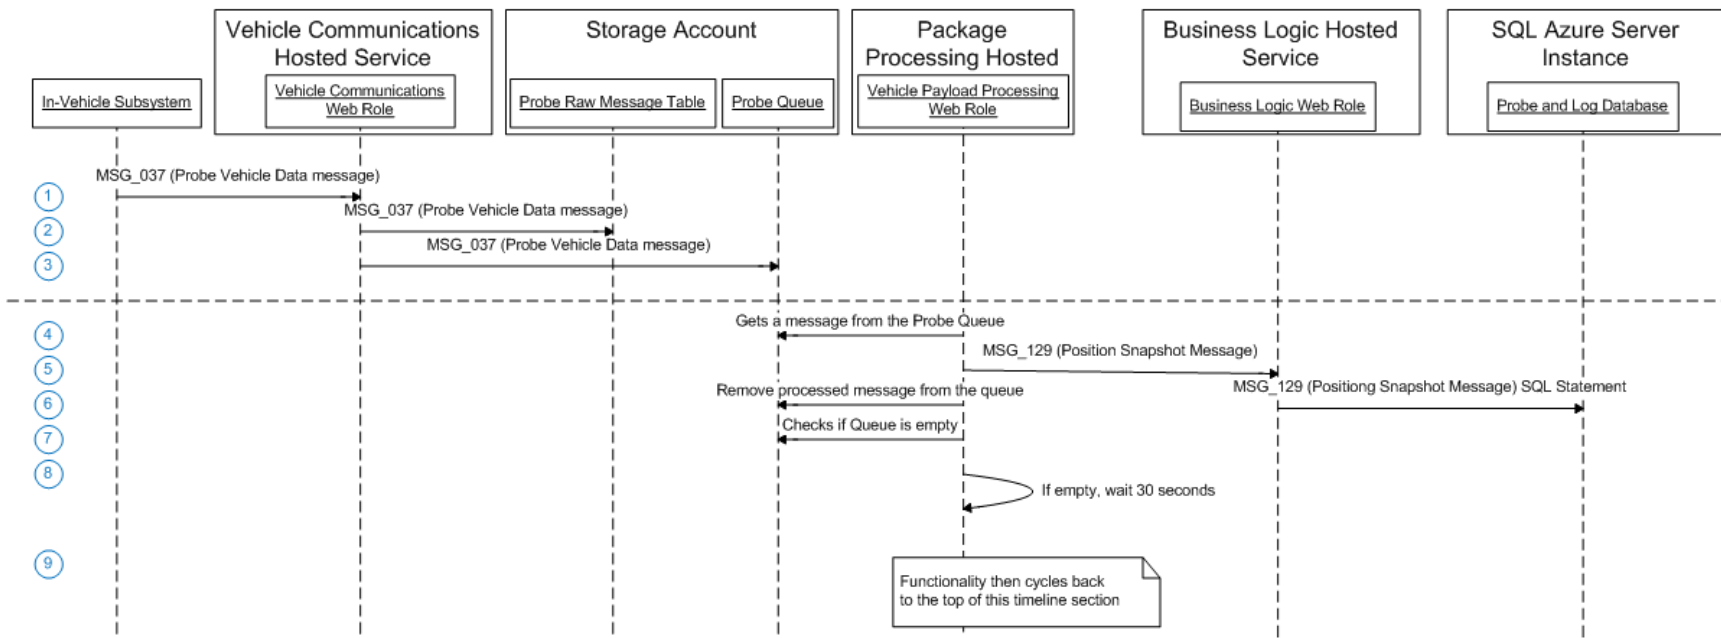 Vehicle Communications
Hosted Service
Storage Account
Package
Processing Hosted
Business Logic Hosted
Service
SQL Azure Server
Instance
In-Vehicle Subsystem
Vehicle Communications
Web Role
Probe Raw Message Table
Probe Queue
Vehicle Payload Processing
Web Role
Business Logic Web Role
Probe and Log Database
MSG_037 (Probe Vehicle Data message)
1
MSG_037 (Probe Vehicle Data message)
2
MSG_037 (Probe Vehicle Data message)
3
Gets a message from the Probe Queue
4
MSG_129 (Position Snapshot Message)
5
MSG_129 (Positiong Snapshot Message) SQL Statement
Remove processed message from the queue
6
Checks if Queue is empty
7
8
If empty, wait 30 seconds
9
Functionality then cycles back
to the top of this timeline section